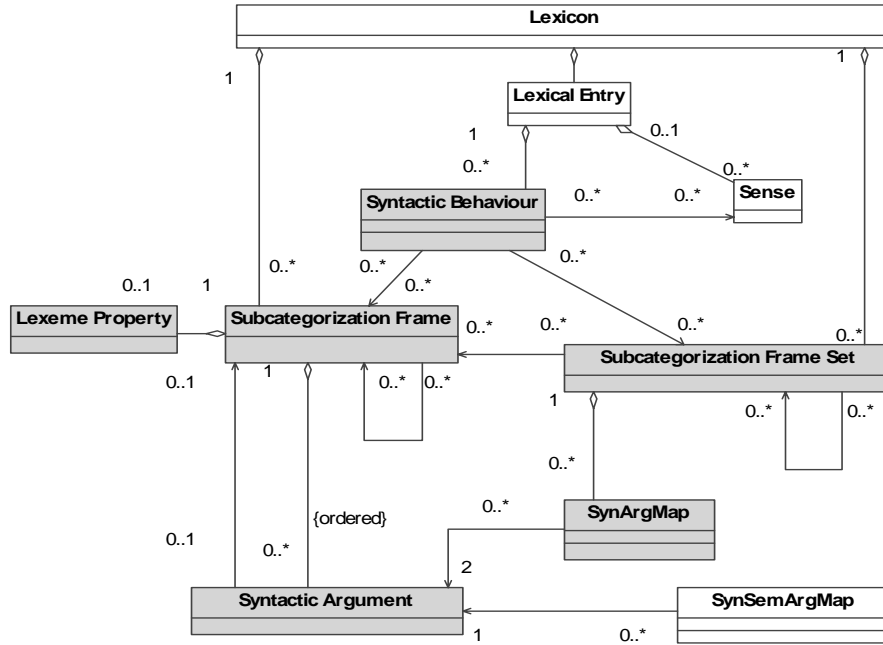 Lexicon
1
1
Lexical Entry
1
0..1
0..*
0..*
Syntactic Behaviour
0..*
0..*
Sense
0..*
0..*
0..*
0..*
0..1
1
Lexeme Property
Subcategorization Frame
0..*
0..*
0..*
0..*
Subcategorization Frame Set
0..1
1
0..*
0..*
1
0..*
0..*
0..*
0..*
SynArgMap
{ordered}
0..1
0..*
2
Syntactic Argument
SynSemArgMap
1
0..*